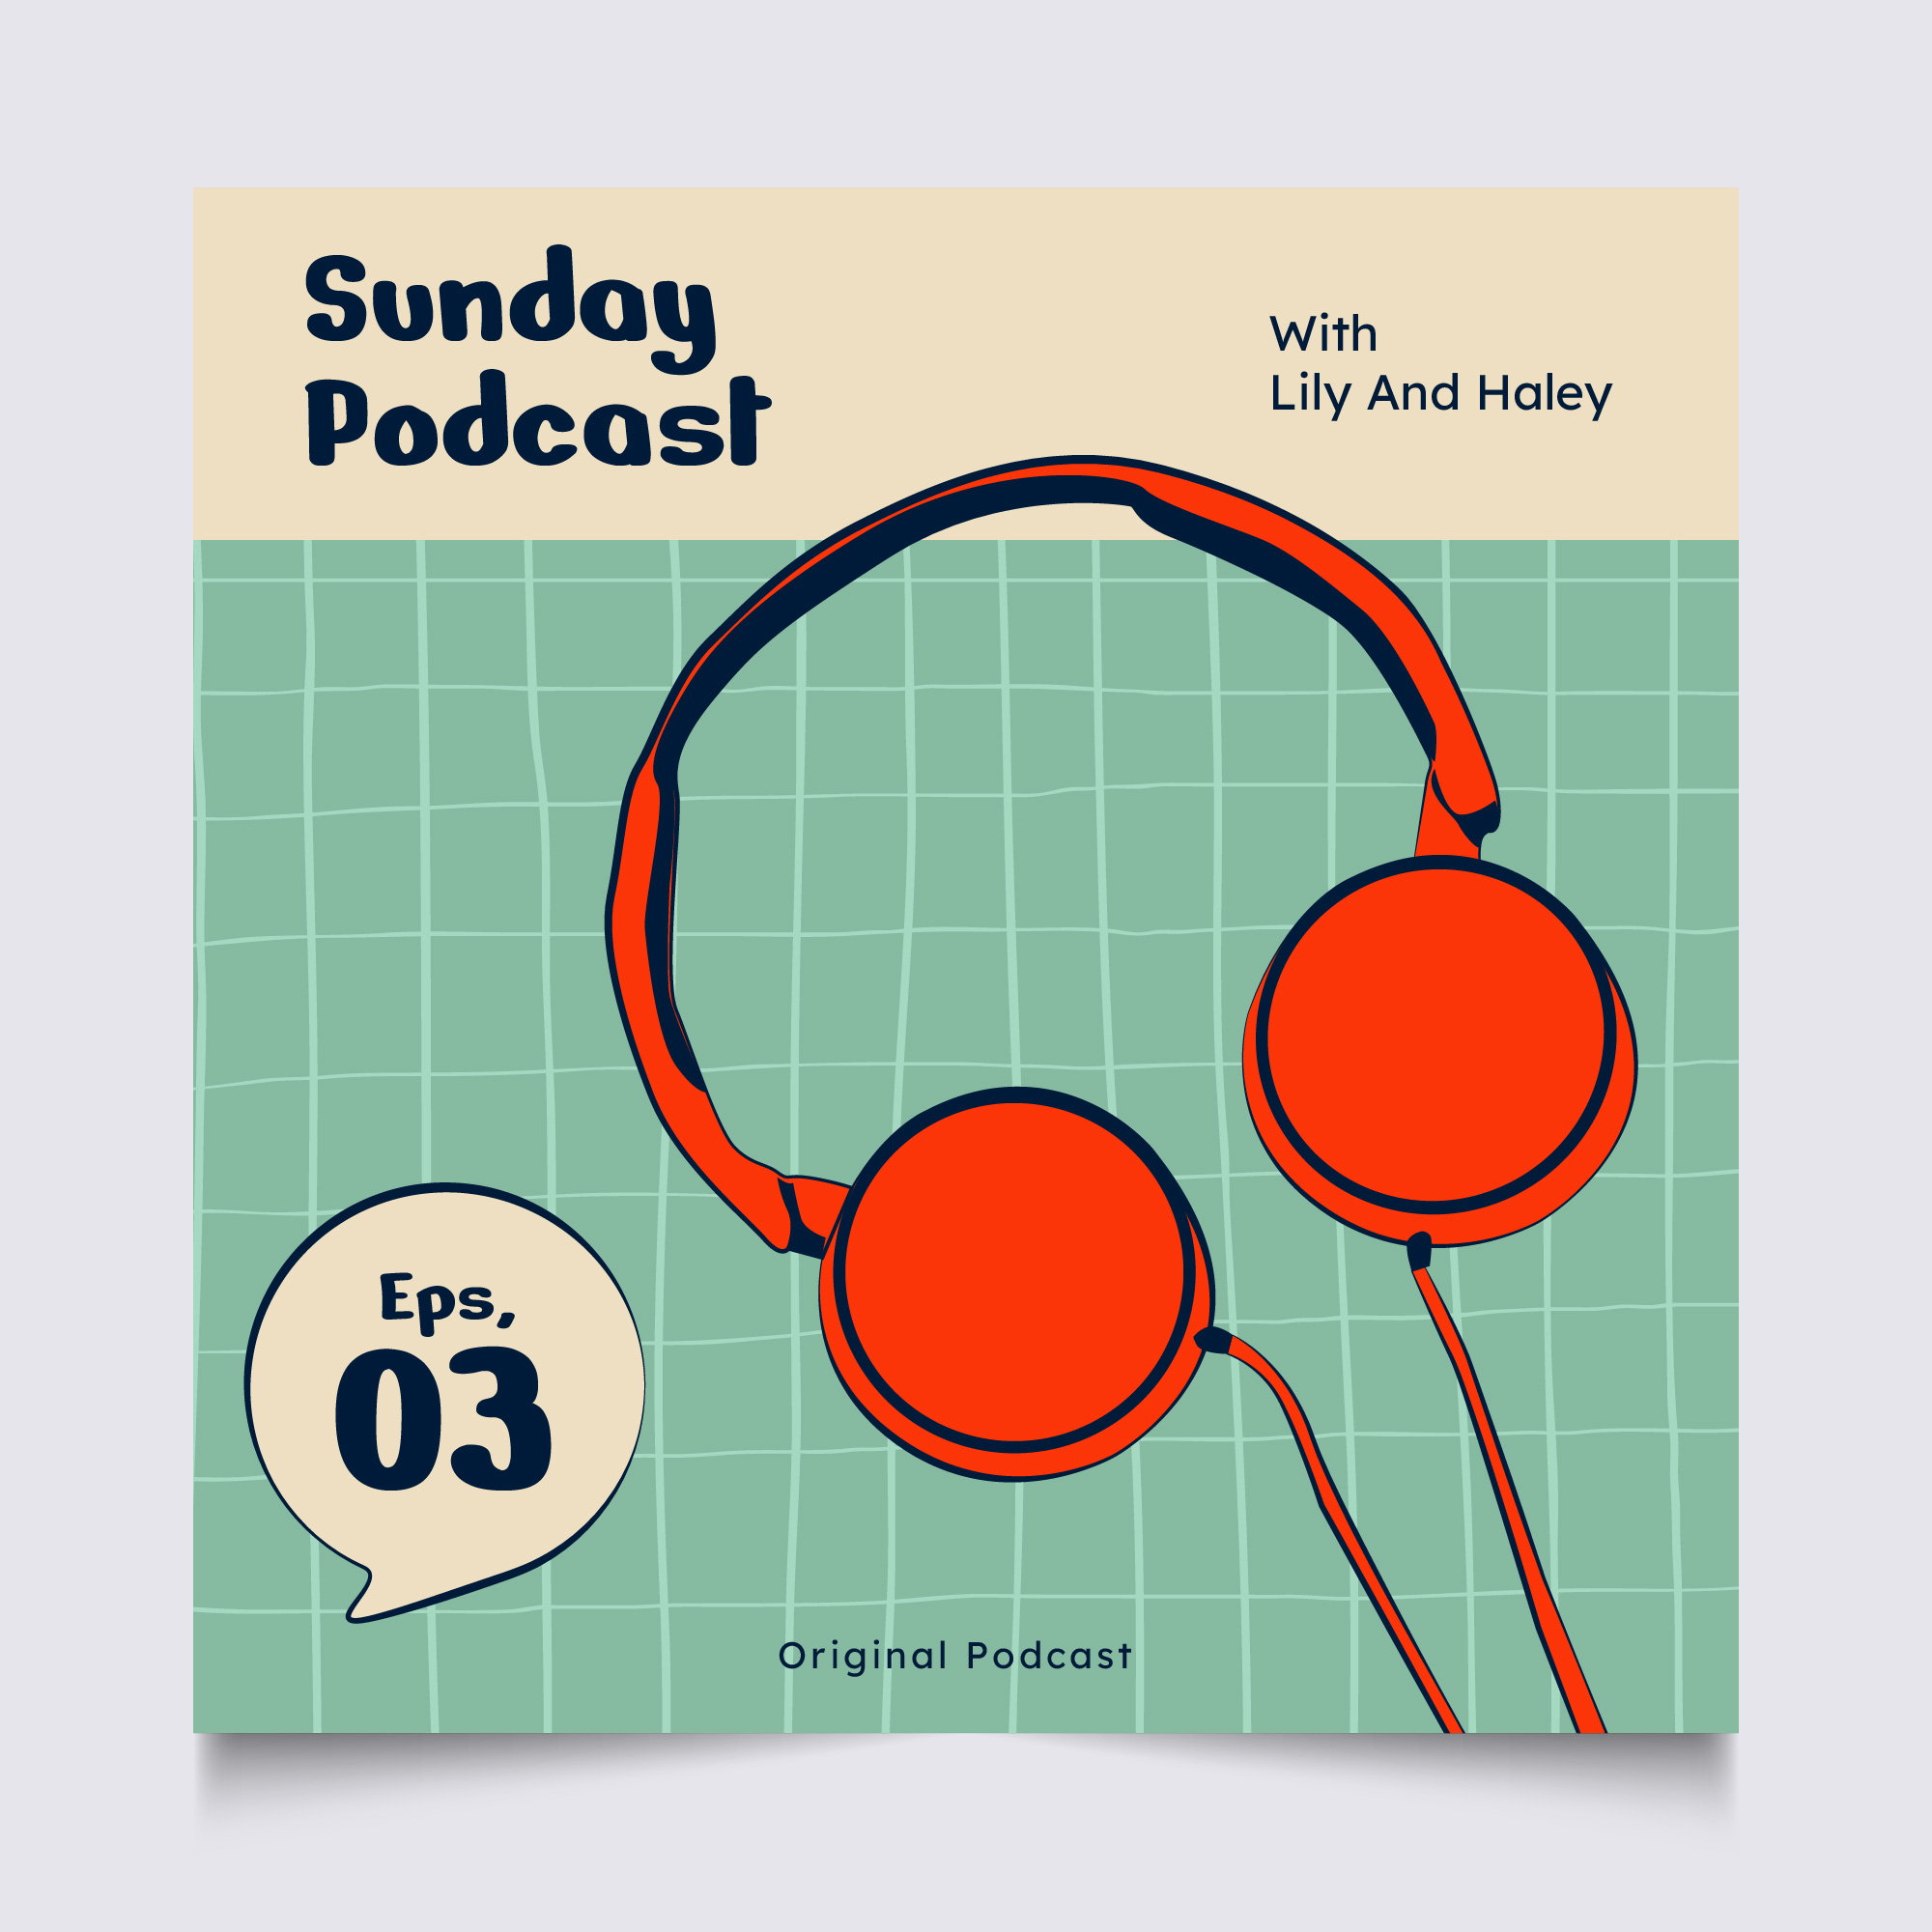 Sunday
Podcast
With
Lily And Haley
Eps,
03
Original Podcast